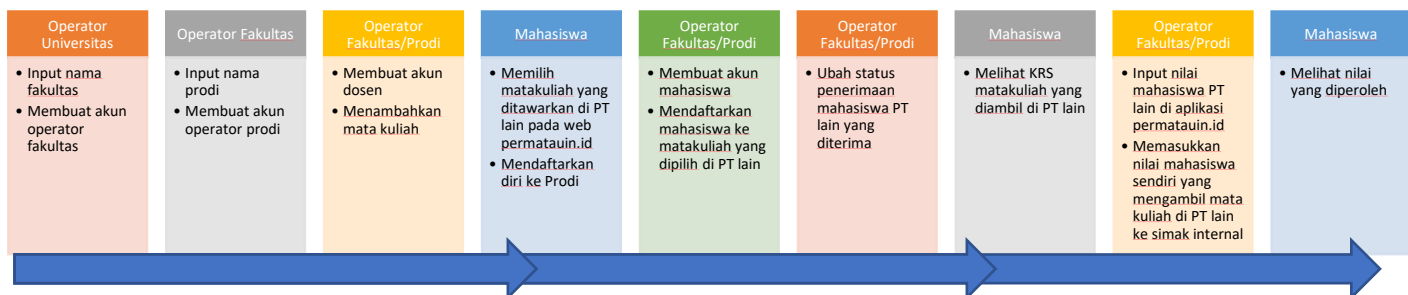 Operator
Universitas
• Input nama
fakultas
• Membuat akun
operator
fakultas
Operator Fakultas
• Input nama
prodi
• Membuat akun
operator prodi
Operator
Fakultas/Prodi
• Membuat akun
dosen
• Menambahkan
mata kuliah
Mahasiswa
• Memilih
matakuliah yang
ditawarkan di PT
lain pada web
permatauin.id
• Mendaftarkan
diri ke Prodi
Operator
Fakultas/Prodi
• Membuat akun
mahasiswa
• Mendaftarkan
mahasiswa ke
matakuliah yang
dipilih di PT lain
Operator
Fakultas/Prodi
• Ubah status
penerimaan
mahasiswa PT
lain yang
diterima
Mahasiswa
• Melihat KRS
matakuliah yang
diambil di PT lain
Operator
Fakultas/Prodi
• Input nilai
mahasiswa PT
lain di aplikasi
permatauin.id
• Memasukkan
nilai mahasiswa
sendiri yang
mengambil mata
kuliah di PT lain
ke simak internal
Mahasiswa
• Melihat nilai
yang diperoleh